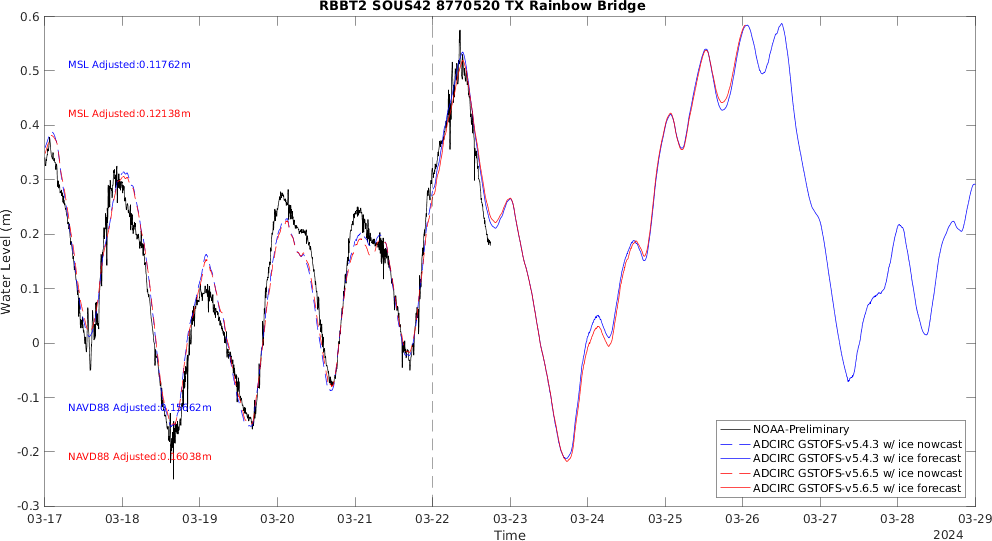 RBBT2 SOUS42 8770520 TX Rainbow Bridge
Water Level (m)
0.6
0.5
0.4
0.3
0.2
0.1
0
-0.1
-0.2
-0.3
MSL Adjusted:0.11762m
MSL Adjusted:0.12138m
NAVD88 Adjusted:0.15662m
NAVD88 Adjusted:0.16038m
NOAA-Preliminary
ADCIRC GSTOFS-v5.4.3 w/ ice nowcast
ADCIRC GSTOFS-v5.4.3 w/ ice forecast
ADCIRC GSTOFS-v5.6.5 w/ ice nowcast
ADCIRC GSTOFS-v5.6.5 w/ ice forecast
03-17 03-18 03-19 03-20 03-21 03-22 03-23 03-24 03-25 03-26 03-27 03-28 03-29
Time
2024